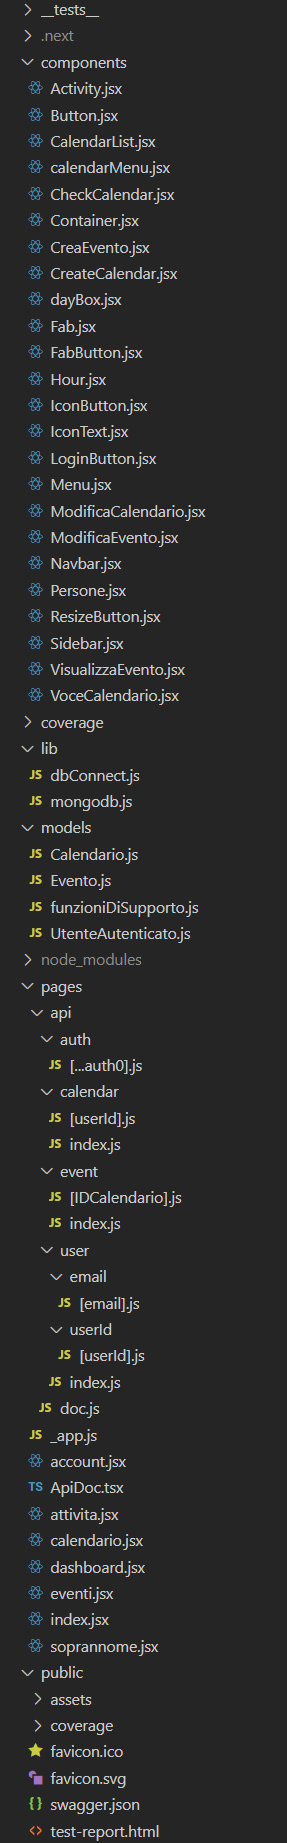 __tests__
.next
components
Activity.jsx
Button.jsx
CalendarList.jsx
calendarMenu.jsx
CheckCalendar.jsx
Container.jsx
CreaEvento.jsx
CreateCalendar.jsx
dayBox.jsx
Fab.jsx
FabButton.jsx
Hour.jsx
IconButton.jsx
IconText.jsx
LoginButton.jsx
Menu.jsx
ModificaCalendario.jsx
ModificaEvento.jsx
Navbar.jsx
Persone.jsx
ResizeButton.jsx
Sidebar.jsx
VisualizzaEvento.jsx
VoceCalendario.jsx
coverage
lib
JS dbConnect.js
JS mongodb.js
models
JS Calendario.js
JS Evento.js
JS funzioniDiSupporto.js
JS UtenteAutenticato.js
node_modules
pages
api
auth
JS [...auth0].js
calendar
JS [userId].js
JS index.js
event
JS [IDCalendario].js
JS index.js
user
email
JS [email].js
userId
JS [userId].js
JS index.js
JS doc.js
JS _app.js
account.jsx
TS ApiDoc.tsx
attivita.jsx
calendario.jsx
dashboard.jsx
eventi.jsx
index.jsx
soprannome.jsx
public
assets
coverage
favicon.ico
favicon.svg
{} swagger.json
<> test-report.html